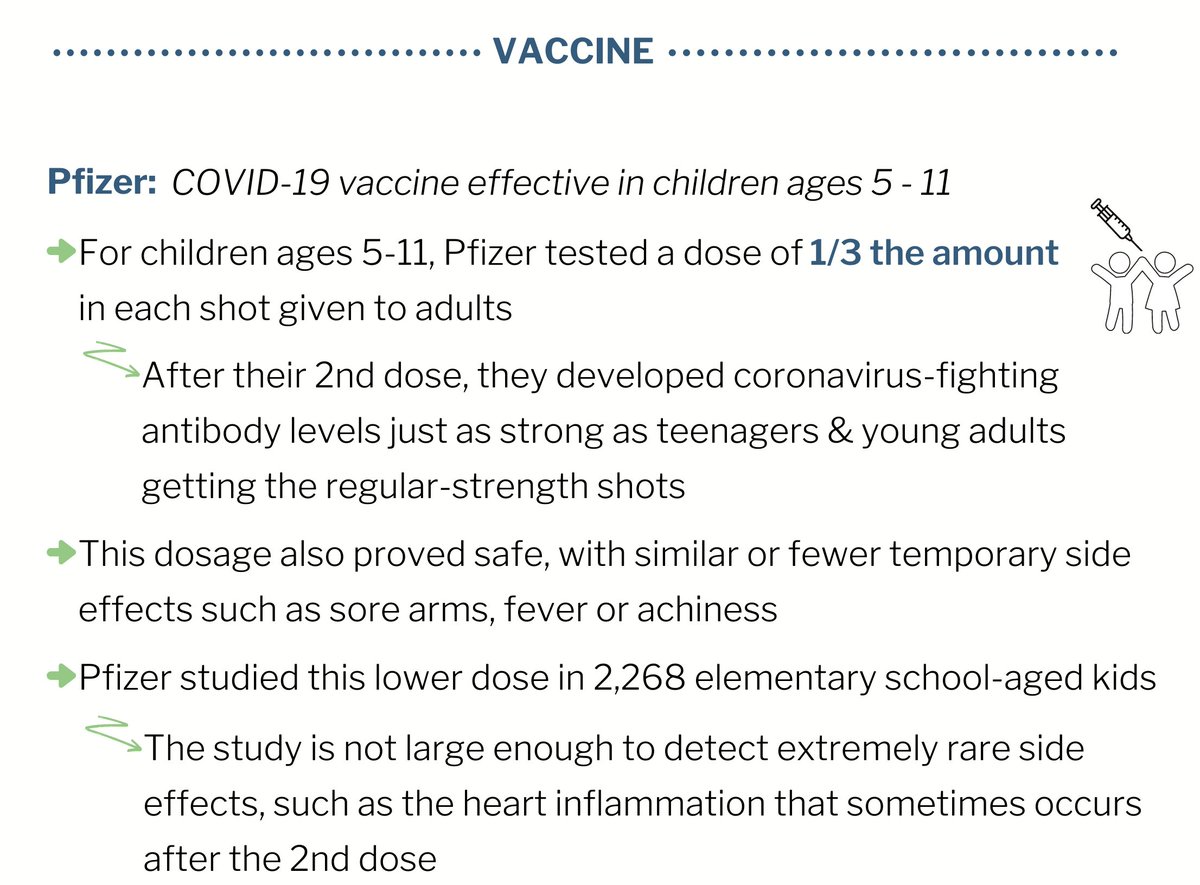 VACCINE
Pfizer: COVID-19 vaccine effective in children ages 5 - 11
For children ages 5-11, Pfizer tested a dose of 1/3 the amount
in each shot given to adults
After their 2nd dose, they developed coronavirus-fighting
antibody levels just as strong as teenagers & young adults
getting the regular-strength shots
This dosage also proved safe, with similar or fewer temporary side
effects such as sore arms, fever or achiness
Pfizer studied this lower dose in 2,268 elementary school-aged kids
The study is not large enough to detect extremely rare side
effects, such as the heart inflammation that sometimes occurs
after the 2nd dose